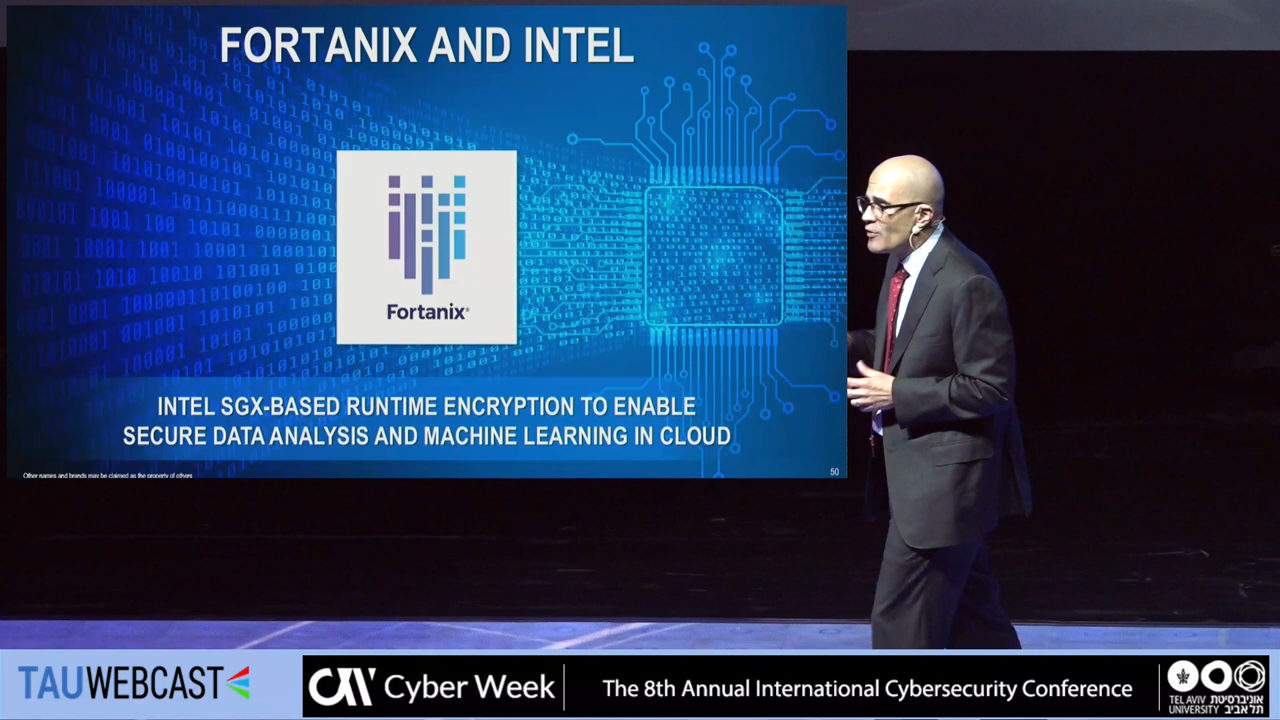 FORTANIX AND INTEL
Fortanix®
INTEL SGX-BASED RUNTIME ENCRYPTION TO ENABLE
SECURE DATA ANALYSIS AND MACHINE LEARNING IN CLOUD
Other names and brands may be claimed as the property of others
50
TAUWEBCAST
Cyber Week
The 8th Annual International Cybersecurity Conference
TEL AVIV אוניברסיטת
UNIVERSITY תל אביב